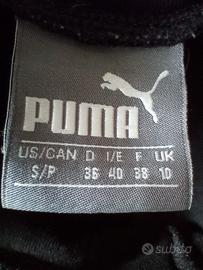 PUMA
US/CAN D I/E F UK
S/P 36 40 38 10
subito